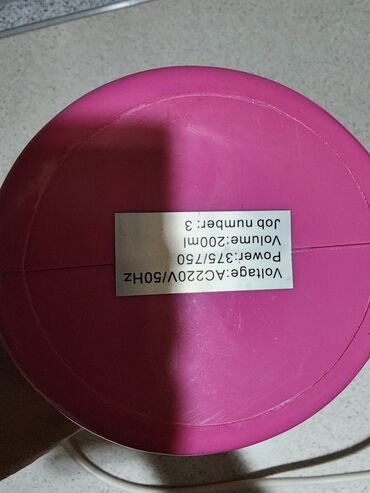 Voltage:AC220V/50Hz
Power:375/750
Volume:200ml
Job number: 3